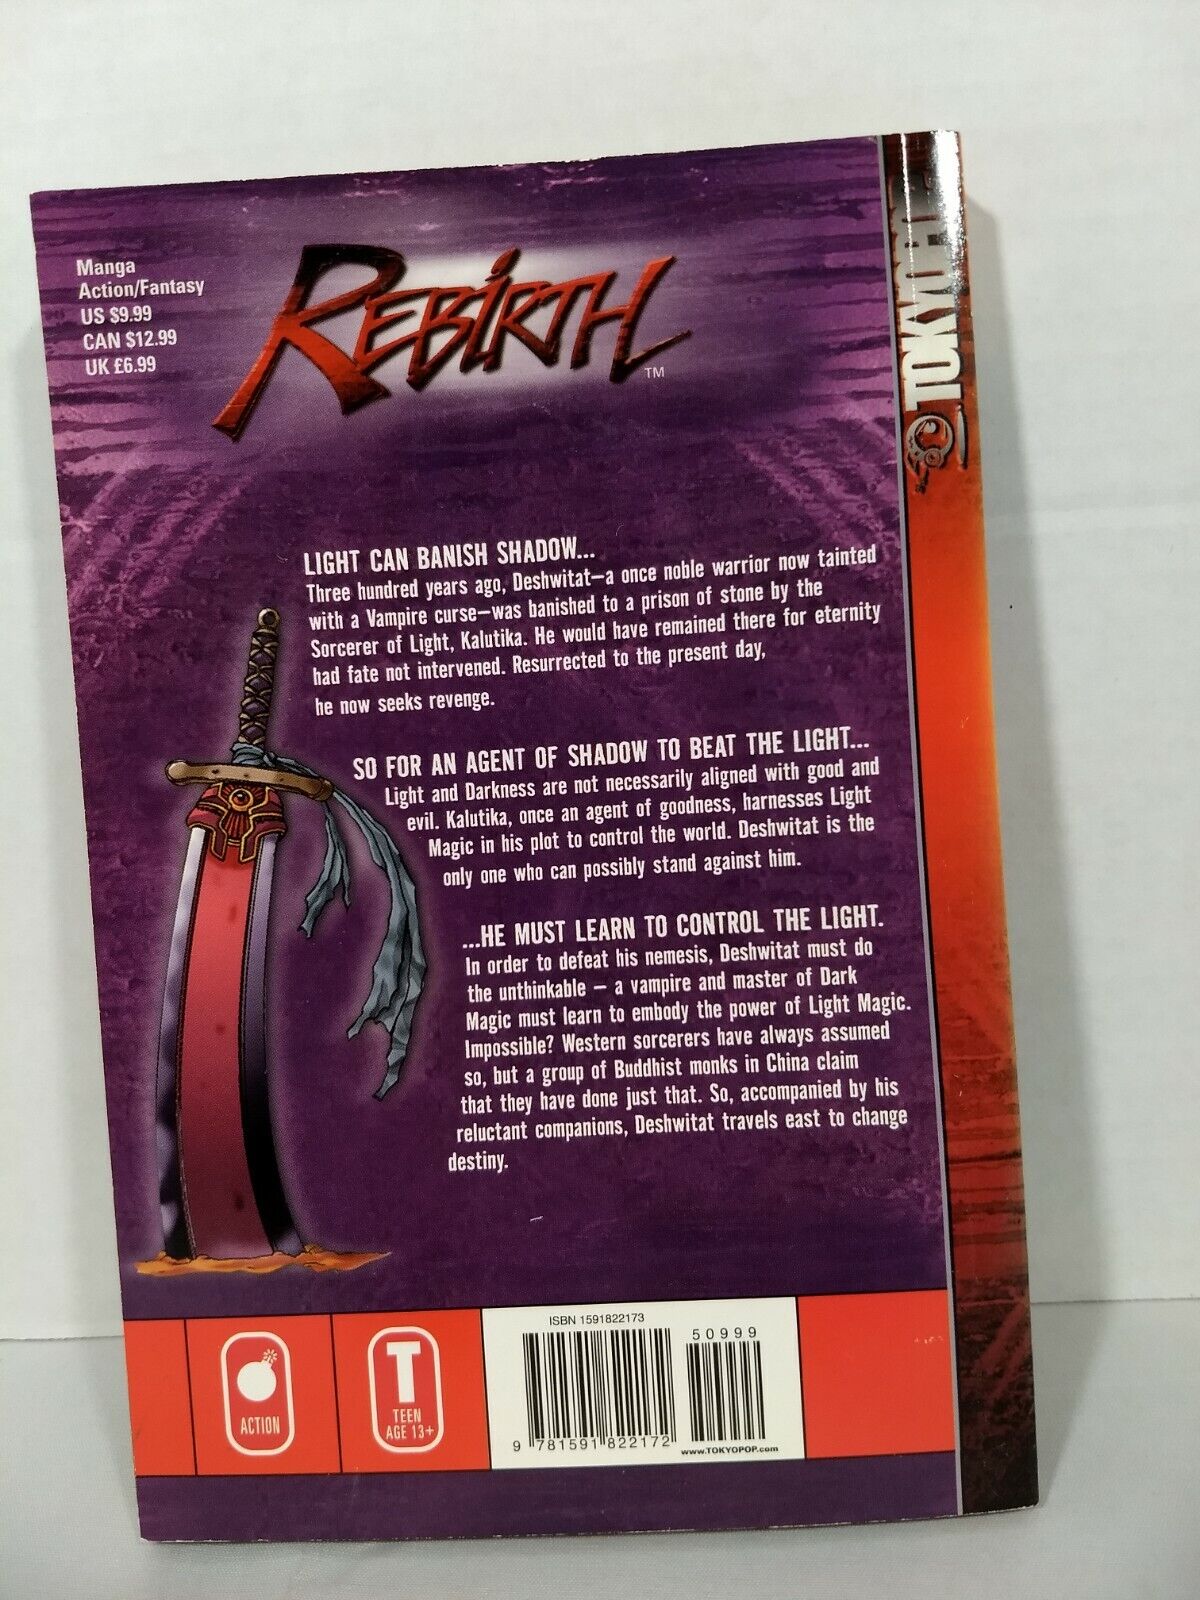 Manga
Action/Fantasy
US $9.99
CAN $12.99
UK £6.99
REBIRTH
TM
LIGHT CAN BANISH SHADOW...
Three hundred years ago, Deshwitat—a once noble warrior now tainted
with a Vampire curse—was banished to a prison of stone by the
Sorcerer of Light, Kalutika. He would have remained there for eternity
had fate not intervened. Resurrected to the present day,
he now seeks revenge.
SO FOR AN AGENT OF SHADOW TO BEAT THE LIGHT...
Light and Darkness are not necessarily aligned with good and
evil. Kalutika, once an agent of goodness, harnesses Light
Magic in his plot to control the world. Deshwitat is the
only one who can possibly stand against him.
...HE MUST LEARN TO CONTROL THE LIGHT.
In order to defeat his nemesis, Deshwitat must do
the unthinkable – a vampire and master of Dark
Magic must learn to embody the power of Light Magic.
Impossible? Western sorcerers have always assumed
so, but a group of Buddhist monks in China claim
that they have done just that. So, accompanied by his
reluctant companions, Deshwitat travels east to change
destiny.
ACTION
T
TEEN
AGE 13+
ISBN 1591822173
50999
9 781591 822172
www.TOKYOPOP.com